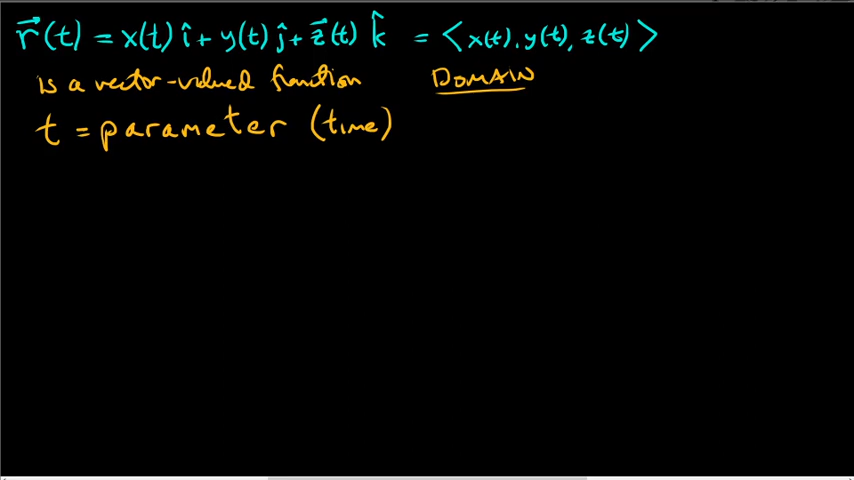 r⃗(t) = x(t) î + y(t) ĵ + z⃗(t) k̂ = <x(t), y(t), z(t)>
is a vector-valued function DOMAIN
t = parameter (time)